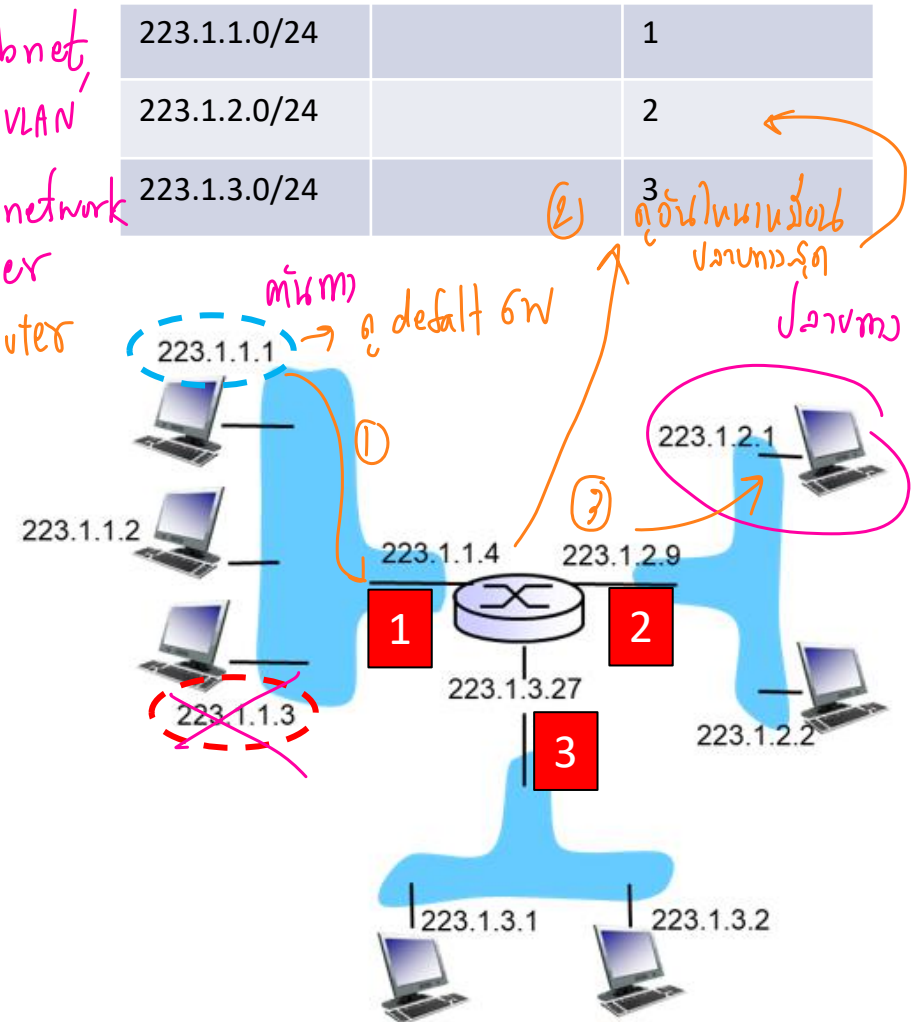 bnet,
VLAN
network
er
uter
223.1.1.0/24 1
223.1.2.0/24 2
223.1.3.0/24 3
② ดูอันไหนเหมือน
ปลายทางสุด
ต้นทาง
223.1.1.1 → ดู defalt GW
ปลายทาง
①
223.1.2.1
223.1.1.2
③
223.1.1.4
223.1.2.9
1
2
223.1.1.3
223.1.3.27
223.1.2.2
3
223.1.3.1
223.1.3.2